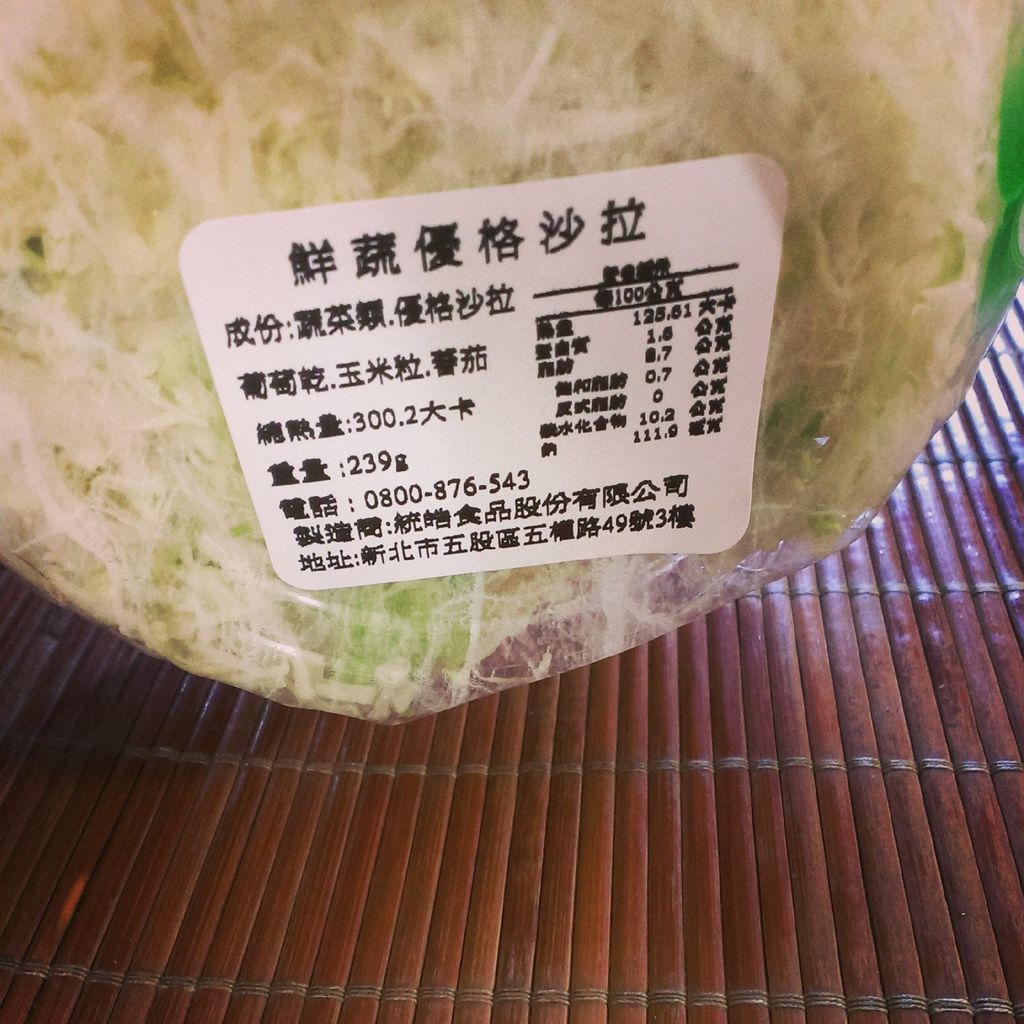 鮮蔬優格沙拉
成份:蔬菜類.優格沙拉
葡萄乾.玉米粒.蕃茄
總熱量:300.2大卡
重量:239g
每100公克
熱量 125.61 大卡
蛋白質 1.6 公克
脂肪 8.7 公克
飽和脂肪 0.7 公克
反式脂肪 0 公克
碳水化合物 10.2 公克
鈉 111.9 毫克
電話:0800-876-543
製造商:統皓食品股份有限公司
地址:新北市五股區五權路49號3樓